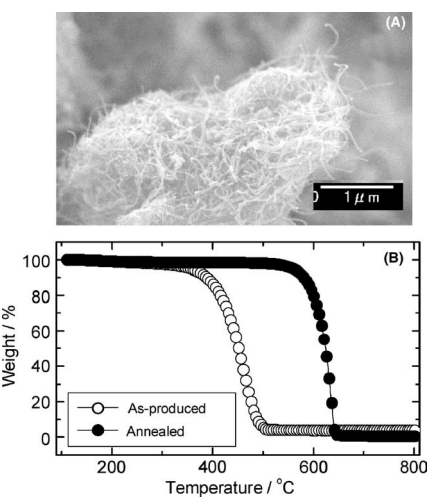 (A)
1 μm
(B)
100
80
60
40
20
0
Weight / %
As-produced
Annealed
200 400 600 800
Temperature / °C